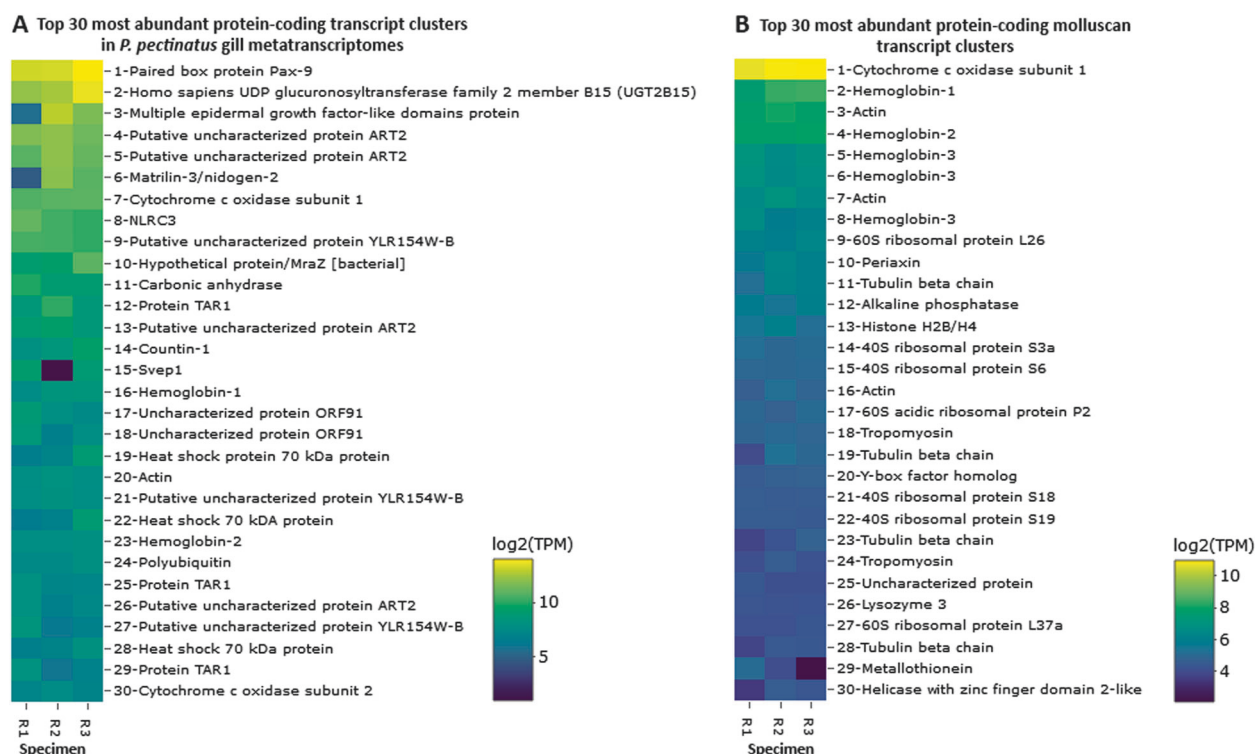 A Top 30 most abundant protein-coding transcript clusters
in P. pectinatus gill metatranscriptomes
1-Paired box protein Pax-9
2-Homo sapiens UDP glucuronosyltransferase family 2 member B15 (UGT2B15)
3-Multiple epidermal growth factor-like domains protein
4-Putative uncharacterized protein ART2
5-Putative uncharacterized protein ART2
6-Matrilin-3/nidogen-2
7-Cytochrome c oxidase subunit 1
8-NLRC3
9-Putative uncharacterized protein YLR154W-B
10-Hypothetical protein/MraZ [bacterial]
11-Carbonic anhydrase
12-Protein TAR1
13-Putative uncharacterized protein ART2
14-Countin-1
15-Svep1
16-Hemoglobin-1
17-Uncharacterized protein ORF91
18-Uncharacterized protein ORF91
19-Heat shock protein 70 kDa protein
20-Actin
21-Putative uncharacterized protein YLR154W-B
22-Heat shock 70 kDA protein
23-Hemoglobin-2
24-Polyubiquitin
25-Protein TAR1
26-Putative uncharacterized protein ART2
27-Putative uncharacterized protein YLR154W-B
28-Heat shock 70 kDa protein
29-Protein TAR1
30-Cytochrome c oxidase subunit 2
R1 R2 R3
Specimen
log2(TPM)
10
5
B Top 30 most abundant protein-coding molluscan
transcript clusters
1-Cytochrome c oxidase subunit 1
2-Hemoglobin-1
3-Actin
4-Hemoglobin-2
5-Hemoglobin-3
6-Hemoglobin-3
7-Actin
8-Hemoglobin-3
9-60S ribosomal protein L26
10-Periaxin
11-Tubulin beta chain
12-Alkaline phosphatase
13-Histone H2B/H4
14-40S ribosomal protein S3a
15-40S ribosomal protein S6
16-Actin
17-60S acidic ribosomal protein P2
18-Tropomyosin
19-Tubulin beta chain
20-Y-box factor homolog
21-40S ribosomal protein S18
22-40S ribosomal protein S19
23-Tubulin beta chain
24-Tropomyosin
25-Uncharacterized protein
26-Lysozyme 3
27-60S ribosomal protein L37a
28-Tubulin beta chain
29-Metallothionein
30-Helicase with zinc finger domain 2-like
R1 R2 R3
Specimen
log2(TPM)
10
8
6
4